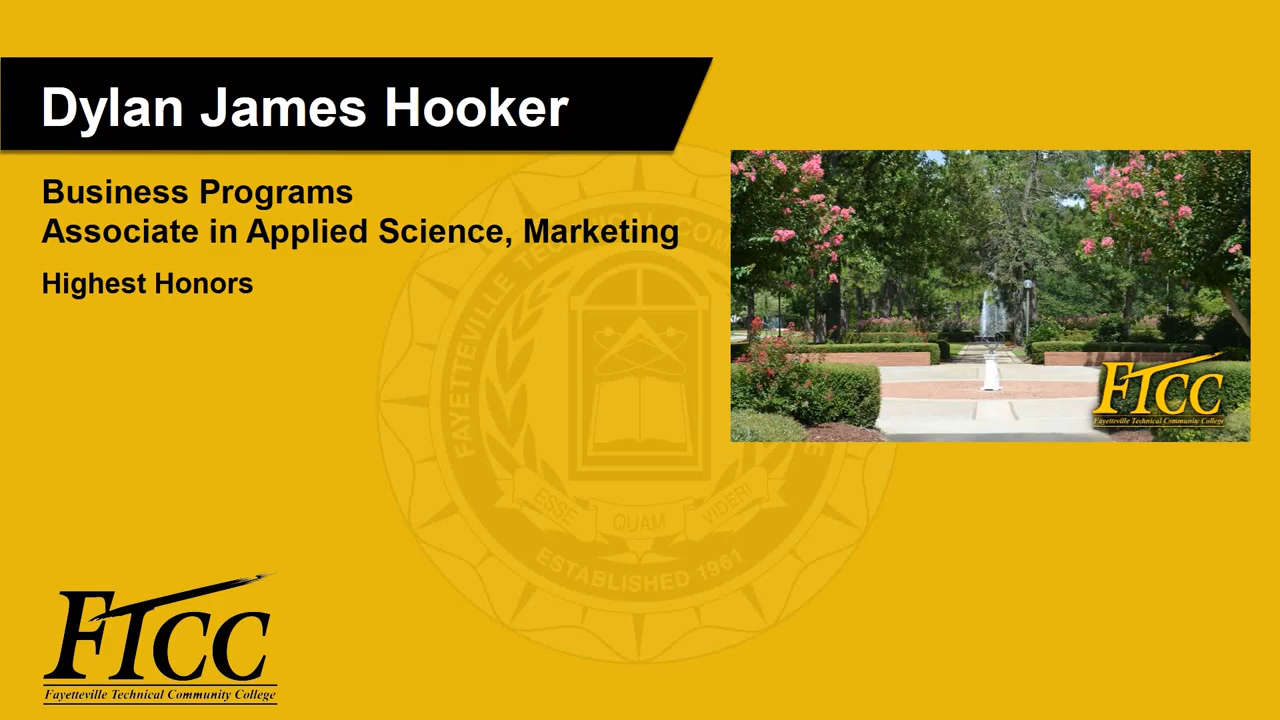 Dylan James Hooker
Business Programs
Associate in Applied Science, Marketing
Highest Honors
FTCC
Fayetteville Technical Community College
FAYETTEVILLE TECHNICAL COMMUNITY COLLEGE
ESSE QUAM VIDERI
ESTABLISHED 1961
FTCC
Fayetteville Technical Community College